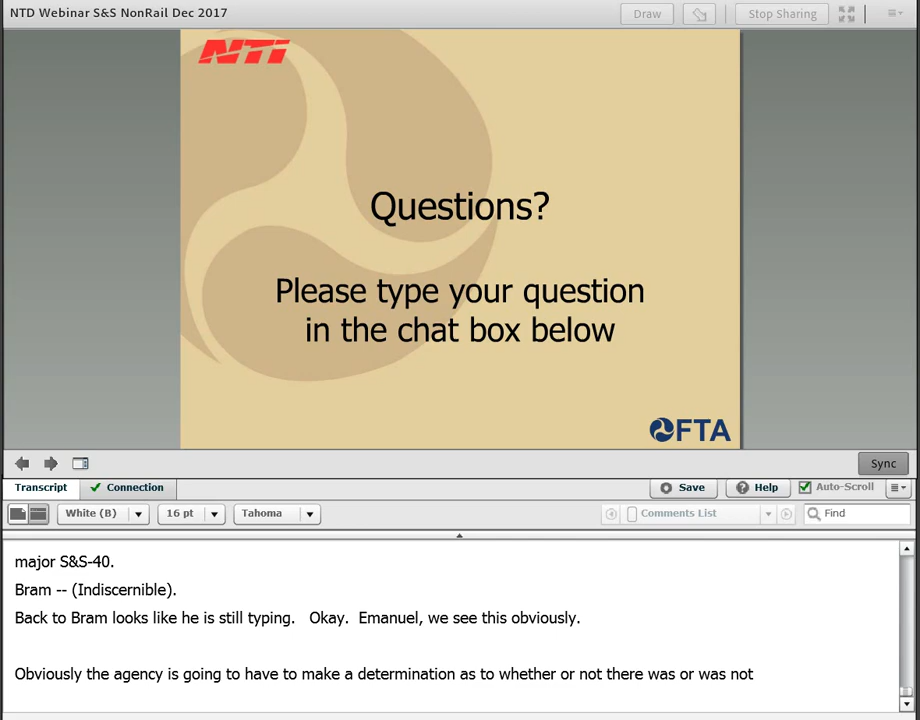 NTD Webinar S&S NonRail Dec 2017
Draw
Stop Sharing
NTI
Questions?
Please type your question
in the chat box below
FTA
Sync
Transcript
Connection
Save
Help
Auto-Scroll
White (B)
16 pt
Tahoma
Comments List
Find
major S&S-40.
Bram -- (Indiscernible).
Back to Bram looks like he is still typing. Okay. Emanuel, we see this obviously.
Obviously the agency is going to have to make a determination as to whether or not there was or was not